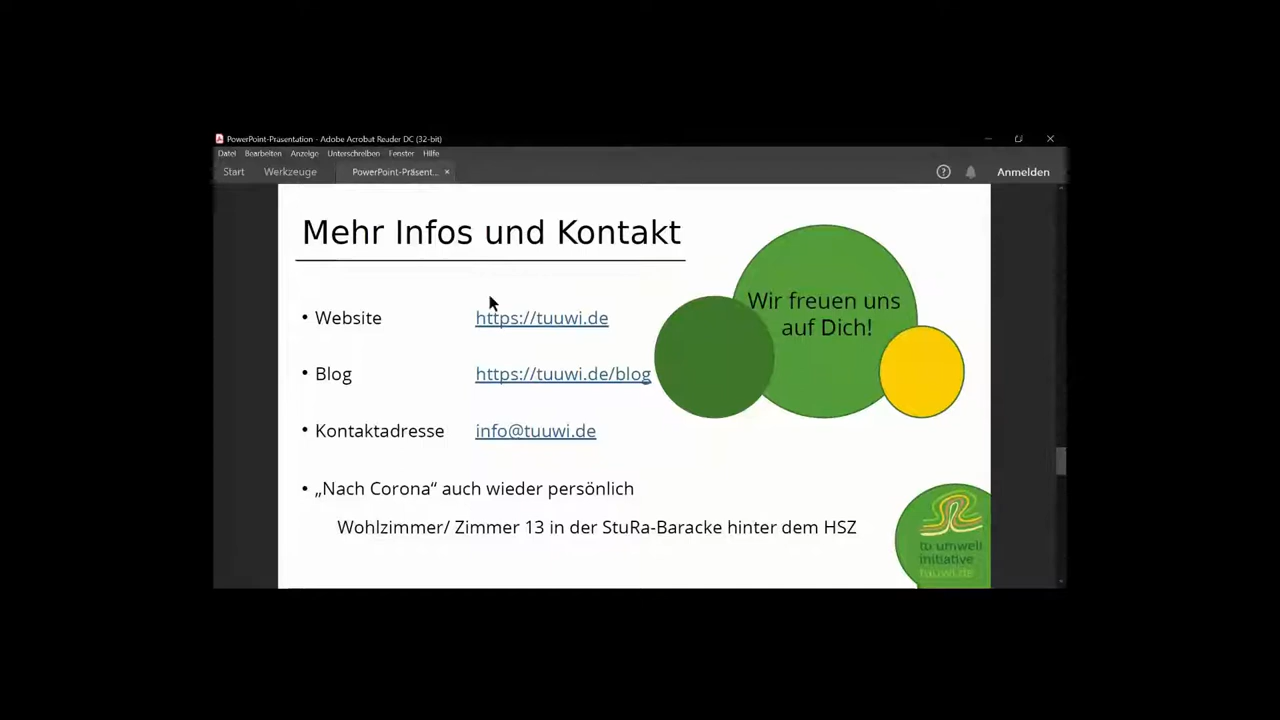 PowerPoint-Präsentation - Adobe Acrobat Reader DC (32-bit)
Datei Bearbeiten Anzeige Unterschreiben Fenster Hilfe
Start Werkzeuge PowerPoint-Präsent... × Anmelden
Mehr Infos und Kontakt
Wir freuen uns
auf Dich!
• Website https://tuuwi.de
• Blog https://tuuwi.de/blog
• Kontaktadresse info@tuuwi.de
• „Nach Corona“ auch wieder persönlich
Wohlzimmer/ Zimmer 13 in der StuRa-Baracke hinter dem HSZ
tu umwelt
initiative
tuuwi.de